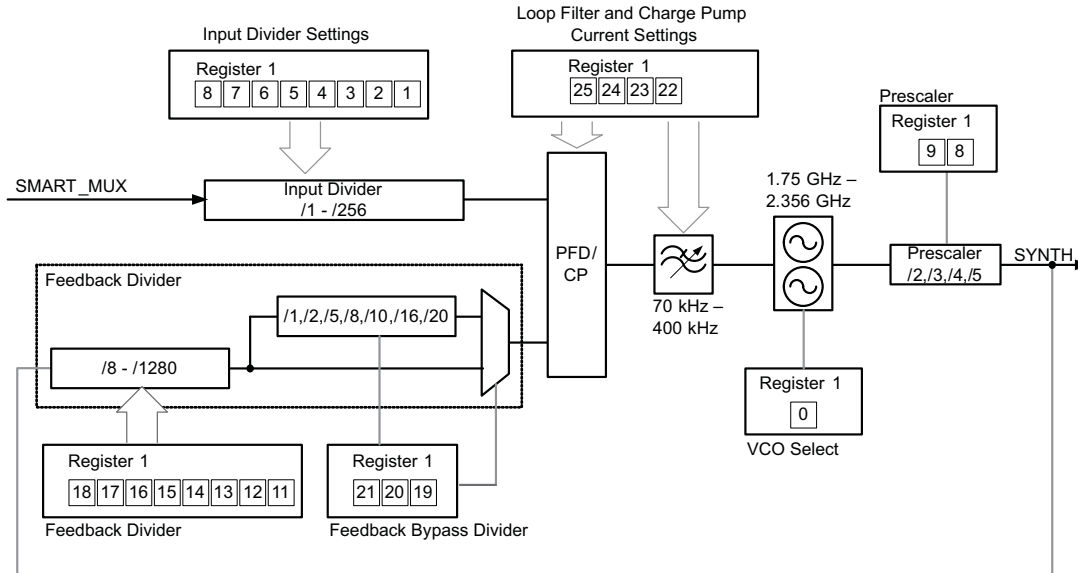 Input Divider Settings
Register 1
8 7 6 5 4 3 2 1
Loop Filter and Charge Pump
Current Settings
Register 1
25 24 23 22
Prescaler
Register 1
9 8
SMART_MUX
Input Divider
/1 - /256
PFD/
CP
70 kHz –
400 kHz
1.75 GHz –
2.356 GHz
Prescaler
/2,/3,/4,/5
SYNTH
Feedback Divider
/1,/2,/5,/8,/10,/16,/20
/8 - /1280
Register 1
0
VCO Select
Register 1
18 17 16 15 14 13 12 11
Feedback Divider
Register 1
21 20 19
Feedback Bypass Divider